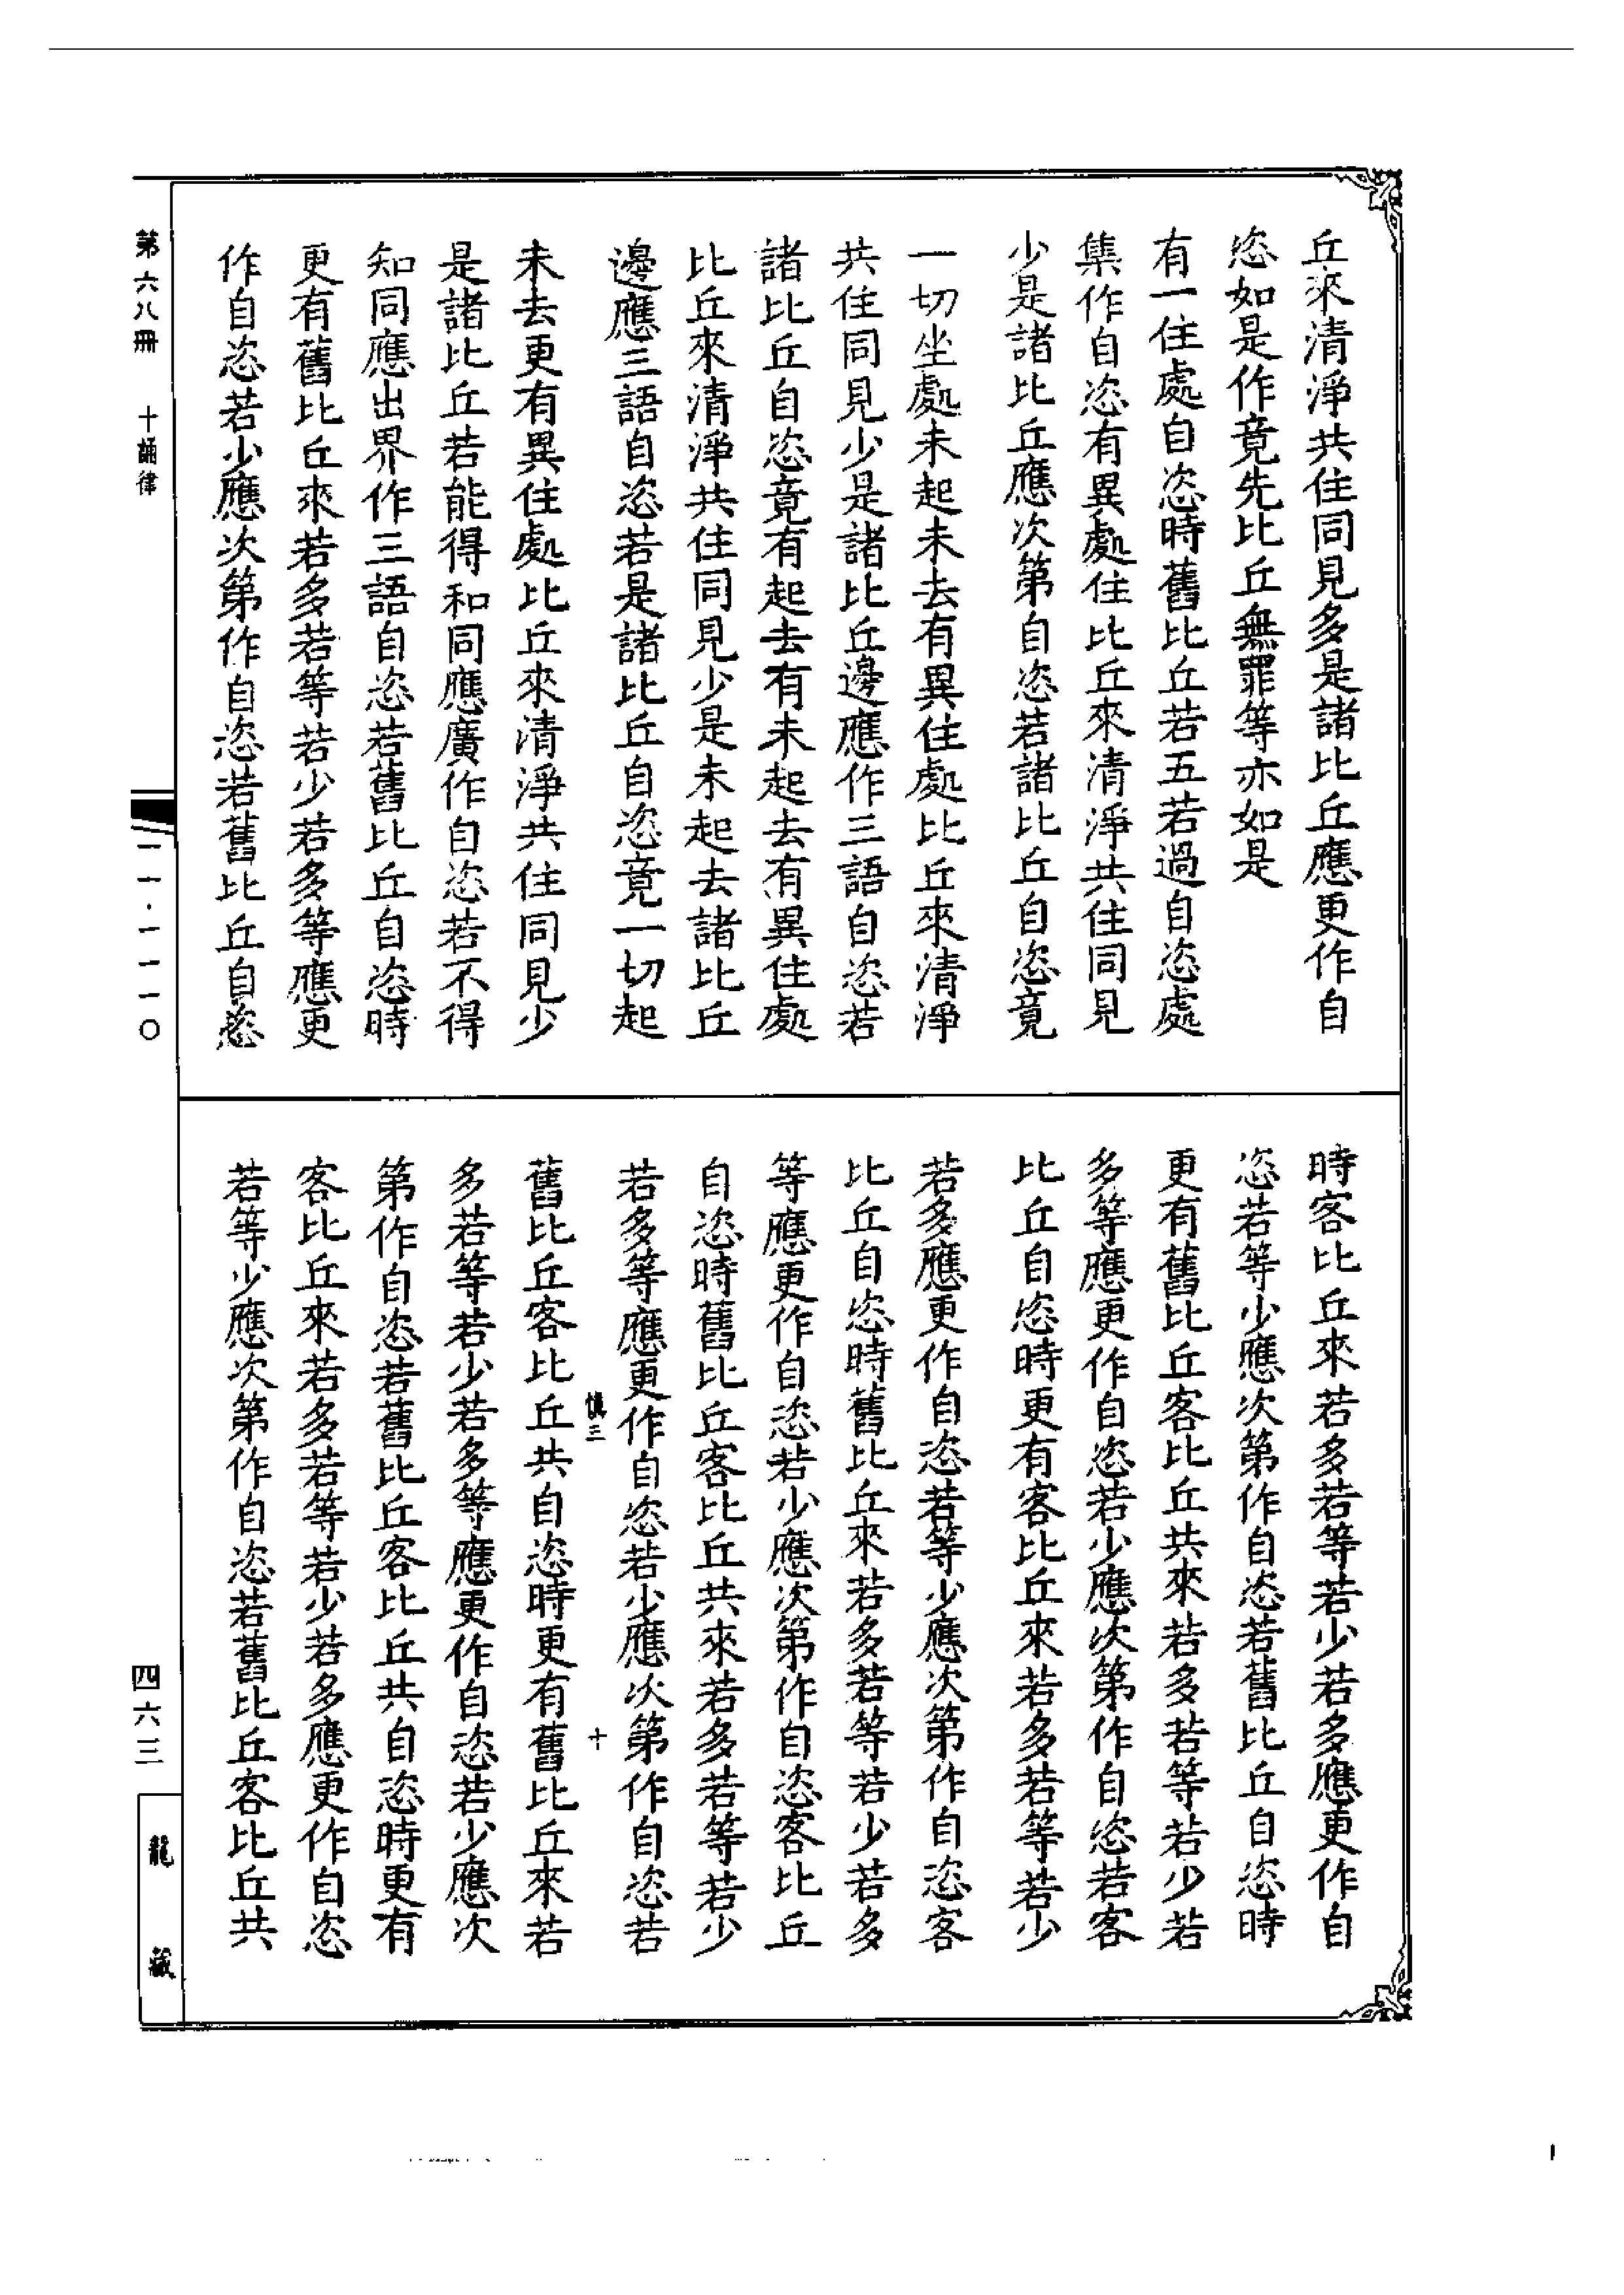 丘來清淨共住同見多是諸比丘應更作自
恣如是作竟先比丘無罪等亦如是
有一住處自恣時舊比丘若五若過自恣處
集作自恣有異處住比丘來清淨共住同見
少是諸比丘應次第自恣若諸比丘自恣竟
一切坐處未起未去有異住處比丘來清淨
共住同見少是諸比丘邊應作三語自恣若
諸比丘自恣竟有起去有未起去有異住處
比丘來清淨共住同見少是未起去諸比丘
邊應三語自恣若是諸比丘自恣竟一切起
未去更有異住處比丘來清淨共住同見少
是諸比丘若能得和同應廣作自恣若不得
知同應出界作三語自恣若舊比丘自恣時
更有舊比丘來若多若等若少若多等應更
作自恣若少應次第作自恣若舊比丘自恣
時客比丘來若多若等若少若多應更作自
恣若等少應次第作自恣若舊比丘自恣時
更有舊比丘客比丘共來若多若等若少若
多等應更作自恣若少應次第作自恣若客
比丘自恣時更有客比丘來若多若等若少
若多應更作自恣若等少應次第作自恣客
比丘自恣時舊比丘來若多若等若少若多
等應更作自恣若少應次第作自恣客比丘
自恣時舊比丘客比丘共來若多若等若少
若多等應更作自恣若少應次第作自恣若
慎三 十
舊比丘客比丘共自恣時更有舊比丘來若
多若等若少若多等應更作自恣若少應次
第作自恣若舊比丘客比丘共自恣時更有
客比丘來若多若等若少若多應更作自恣
若等少應次第作自恣若舊比丘客比丘共
第六八冊 十誦律
一一·一一一〇
四六三
龍藏